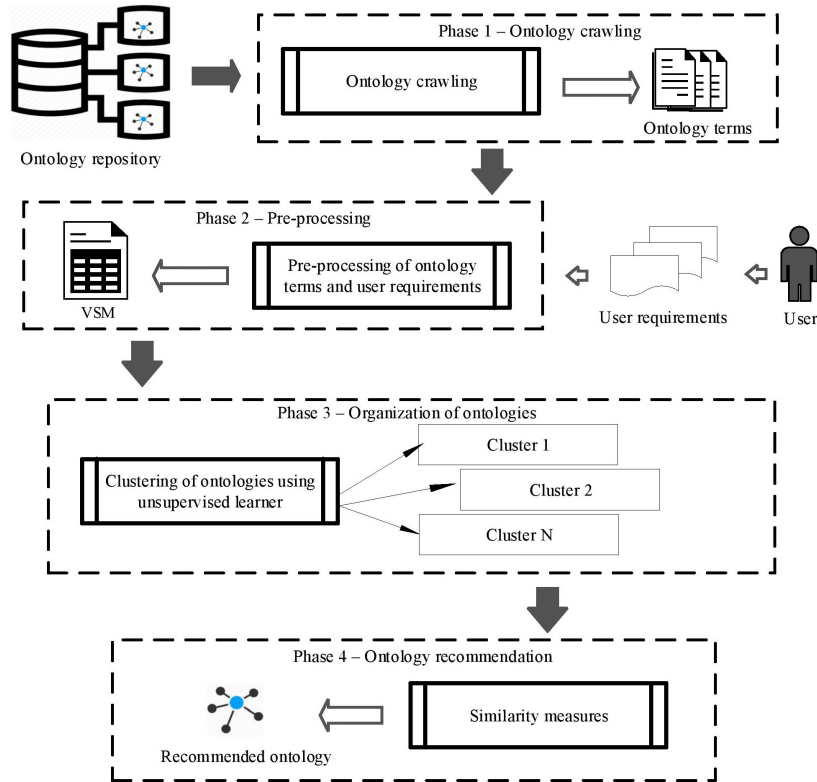 Phase 1 – Ontology crawling
Ontology crawling
Ontology terms
Ontology repository
Phase 2 – Pre-processing
Pre-processing of ontology
terms and user requirements
VSM
User requirements
User
Phase 3 – Organization of ontologies
Clustering of ontologies using
unsupervised learner
Cluster 1
Cluster 2
Cluster N
Phase 4 – Ontology recommendation
Similarity measures
Recommended ontology